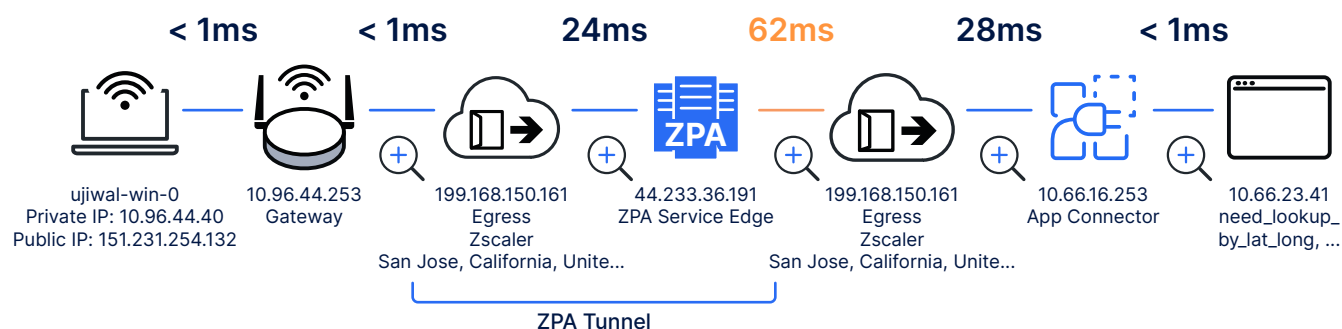 < 1ms
< 1ms
24ms
62ms
28ms
< 1ms
ZPA
ujiwal-win-0
Private IP: 10.96.44.40
Public IP: 151.231.254.132
10.96.44.253
Gateway
199.168.150.161
Egress
Zscaler
San Jose, California, Unite...
44.233.36.191
ZPA Service Edge
199.168.150.161
Egress
Zscaler
San Jose, California, Unite...
10.66.16.253
App Connector
10.66.23.41
need_lookup_
by_lat_long, ...
ZPA Tunnel